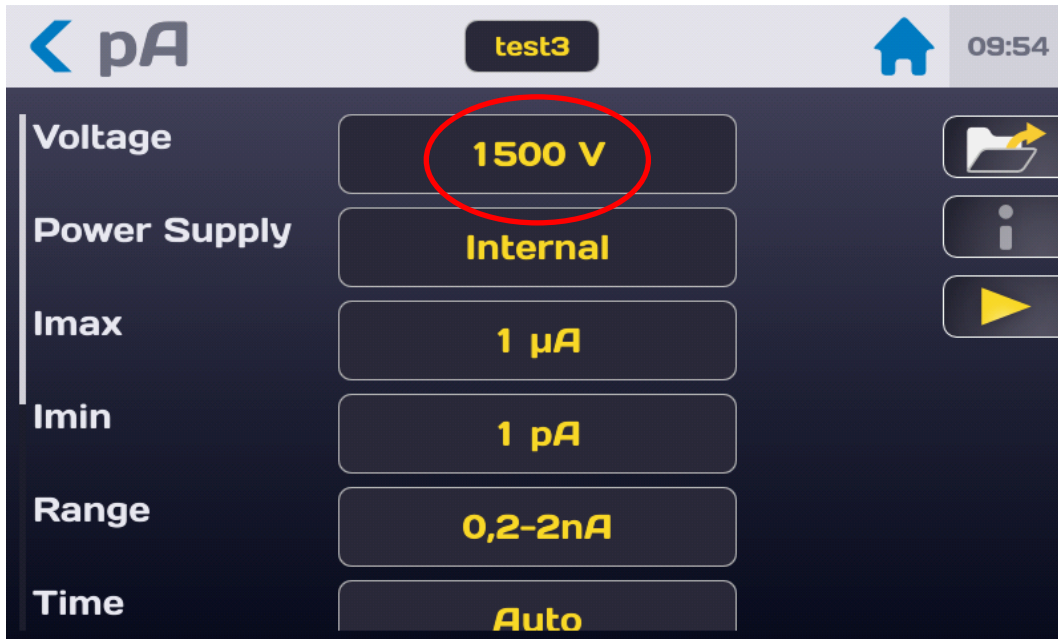 pA
test3
09:54
Voltage
1500 V
Power Supply
Internal
Imax
1 µA
Imin
1 pA
Range
0,2-2nA
Time
Auto